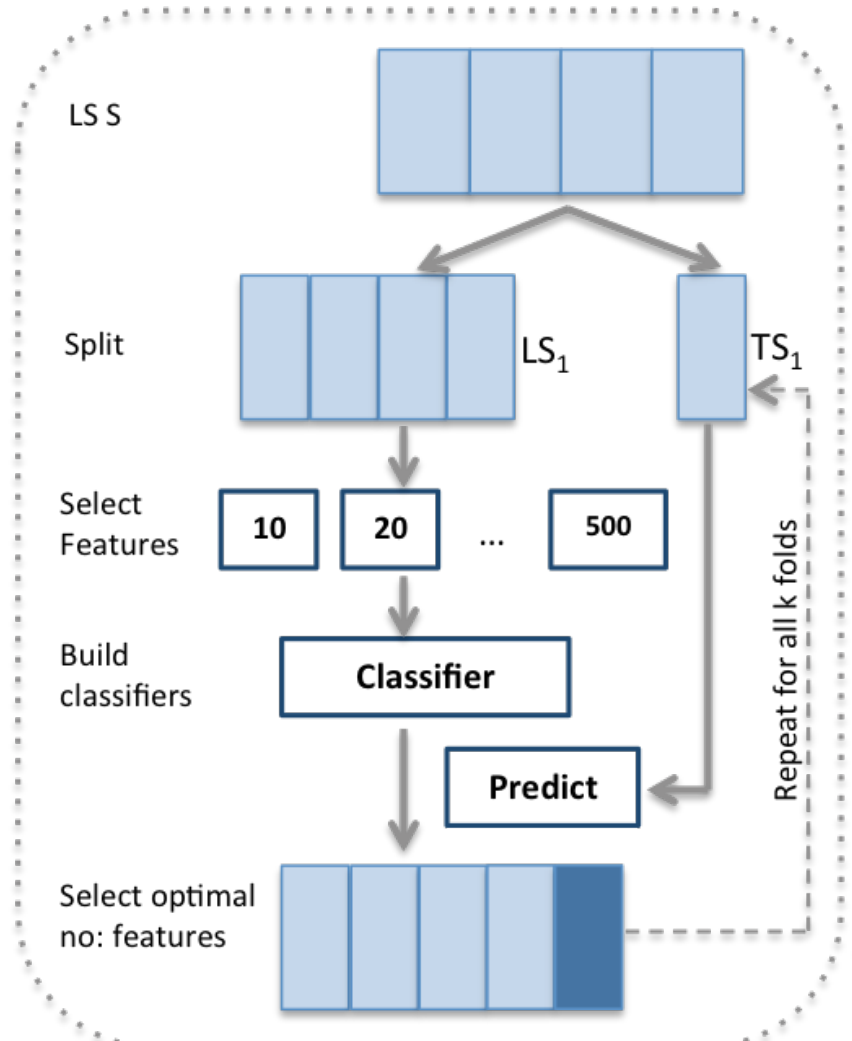 LS S
Split
LS₁
TS₁
Select
Features
10
20
...
500
Build
classifiers
Classifier
Predict
Repeat for all k folds
Select optimal
no: features